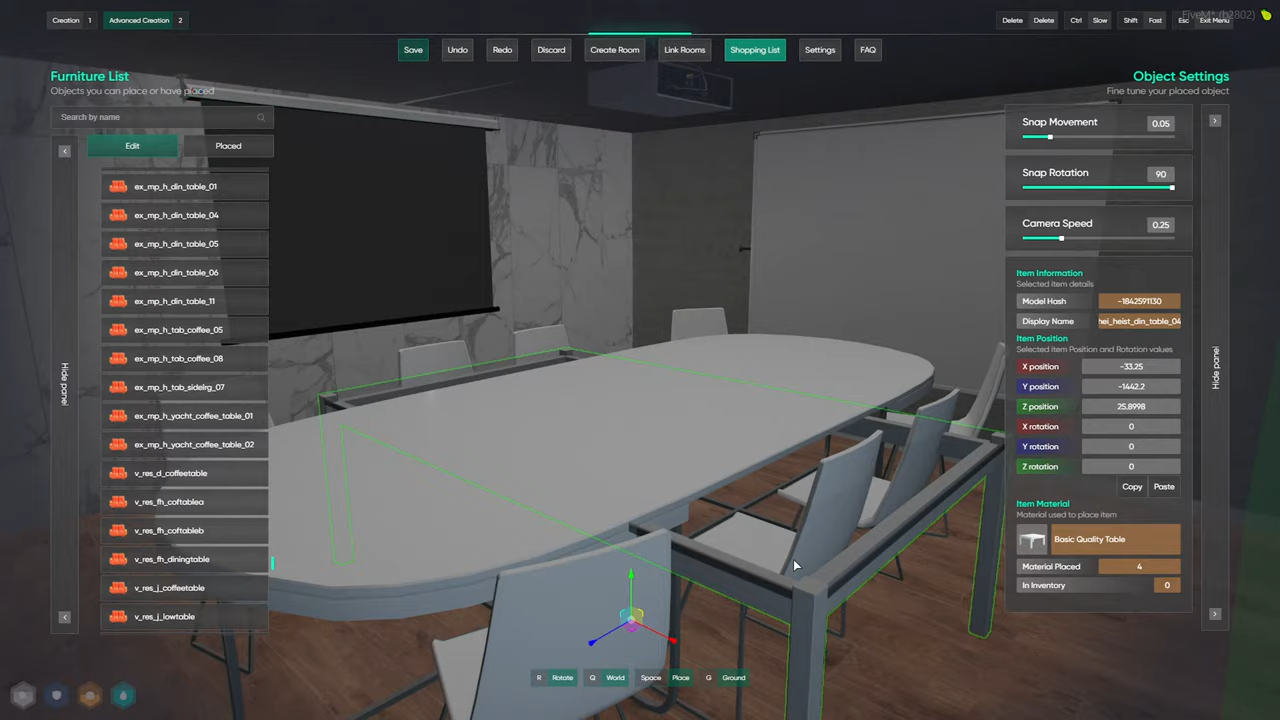 Creation 1 Advanced Creation 2
Delete Delete Ctrl Slow Shift Fast Esc Exit Menu
FiveM* (b2802)
Save Undo Redo Discard Create Room Link Rooms Shopping List Settings FAQ
Furniture List
Objects you can place or have placed
Search by name
Edit Placed
ex_mp_h_din_table_01
ex_mp_h_din_table_04
ex_mp_h_din_table_05
ex_mp_h_din_table_06
ex_mp_h_din_table_11
ex_mp_h_tab_coffee_05
ex_mp_h_tab_coffee_08
ex_mp_h_tab_sidelrg_07
ex_mp_h_yacht_coffee_table_01
ex_mp_h_yacht_coffee_table_02
v_res_d_coffeetable
v_res_fh_coftablea
v_res_fh_coftableb
v_res_fh_diningtable
v_res_j_coffeetable
v_res_j_lowtable
Hide panel
Object Settings
Fine tune your placed object
Snap Movement 0.05
Snap Rotation 90
Camera Speed 0.25
Item Information
Selected item details
Model Hash -1842591130
Display Name hei_heist_din_table_04
Item Position
Selected item Position and Rotation values
X position -33.25
Y position -1442.2
Z position 25.8998
X rotation 0
Y rotation 0
Z rotation 0
Copy Paste
Item Material
Material used to place item
Basic Quality Table
Material Placed 4
In Inventory 0
Hide panel
R Rotate Q World Space Place G Ground